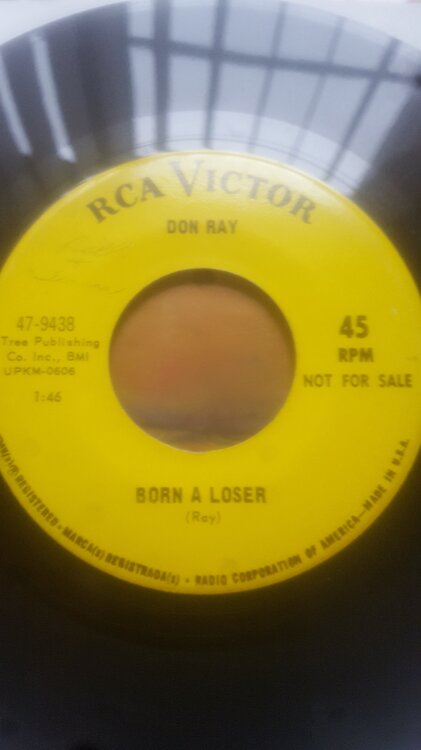 RCA VICTOR
DON RAY
47-9438
Tree Publishing
Co. Inc., BMI
UPKM-0606
1:46
45
RPM
NOT FOR SALE
BORN A LOSER
(Ray)
REGISTERED • MARCA(s) REGISTRADA(s) • RADIO CORPORATION OF AMERICA—MADE IN U.S.A.